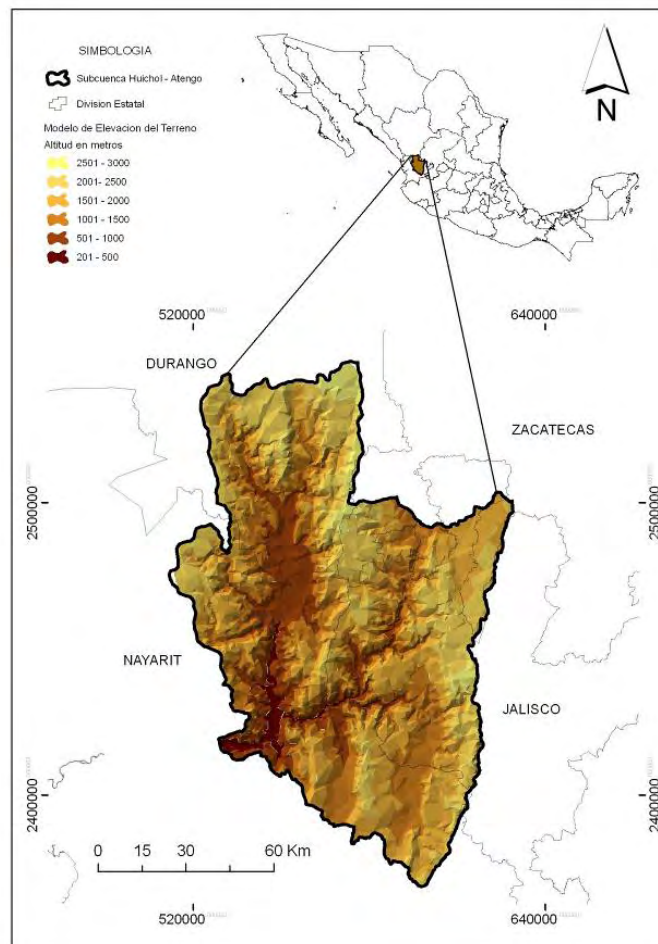 SIMBOLOGIA
Subcuenca Huichol - Atengo
Division Estatal
Modelo de Elevacion del Terreno
Altitud en metros
2501 - 3000
2001- 2500
1501 - 2000
1001 - 1500
501 - 1000
201 - 500
N
520000
640000
DURANGO
ZACATECAS
2500000
2500000
NAYARIT
JALISCO
2400000
2400000
0 15 30 60 Km
520000
640000